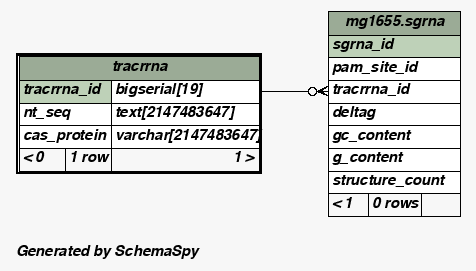 tracrrna
tracrrna_id bigserial[19]
nt_seq text[2147483647]
cas_protein varchar[2147483647]
< 0 1 row 1 >
mg1655.sgrna
sgrna_id
pam_site_id
tracrrna_id
deltag
gc_content
g_content
structure_count
< 1 0 rows
Generated by SchemaSpy